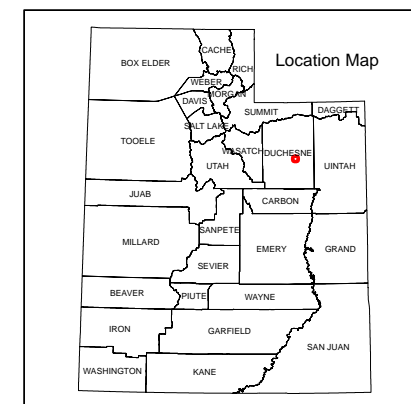 Location Map
CACHE
BOX ELDER
RICH
WEBER
MORGAN
DAVIS
SUMMIT
DAGGETT
SALT LAKE
TOOELE
WASATCH
DUCHESNE
UTAH
UINTAH
JUAB
CARBON
SANPETE
MILLARD
EMERY
GRAND
SEVIER
BEAVER
PIUTE
WAYNE
IRON
GARFIELD
SAN JUAN
WASHINGTON
KANE